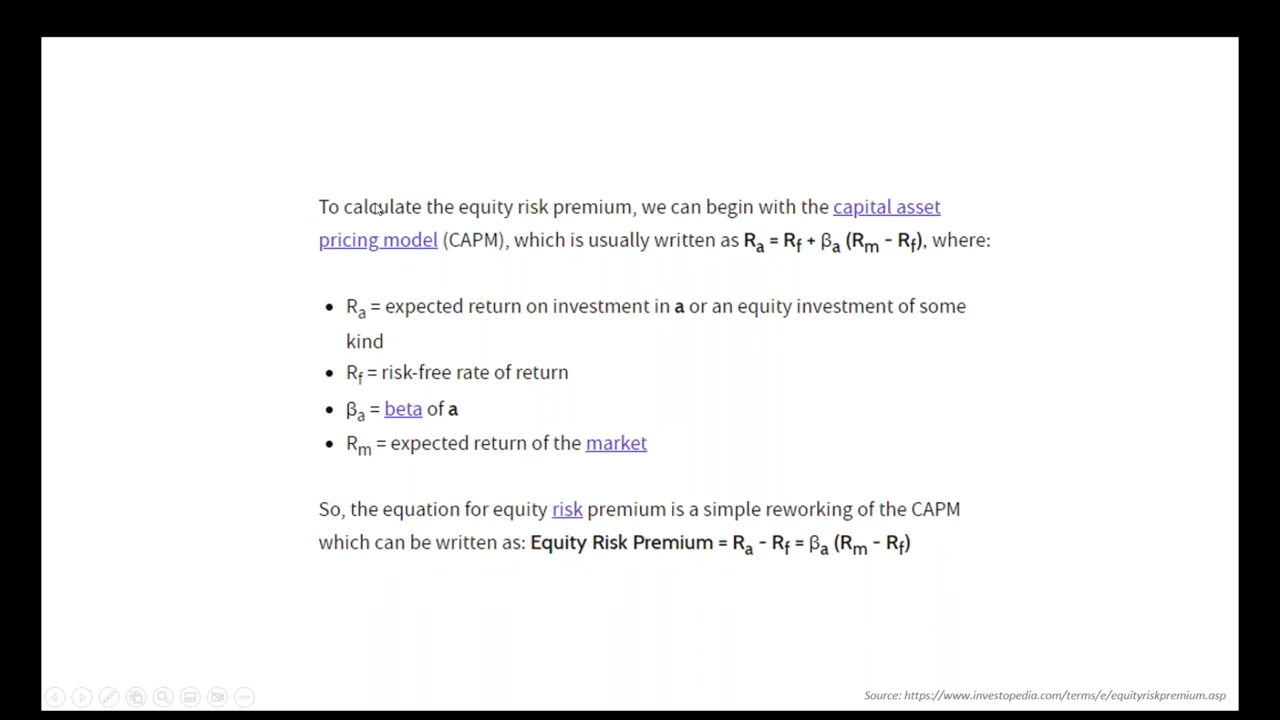 To calculate the equity risk premium, we can begin with the capital asset
pricing model (CAPM), which is usually written as Ra = Rf + βa (Rm - Rf), where:
• Ra = expected return on investment in a or an equity investment of some
kind
• Rf = risk-free rate of return
• βa = beta of a
• Rm = expected return of the market
So, the equation for equity risk premium is a simple reworking of the CAPM
which can be written as: Equity Risk Premium = Ra - Rf = βa (Rm - Rf)
Source: https://www.investopedia.com/terms/e/equityriskpremium.asp